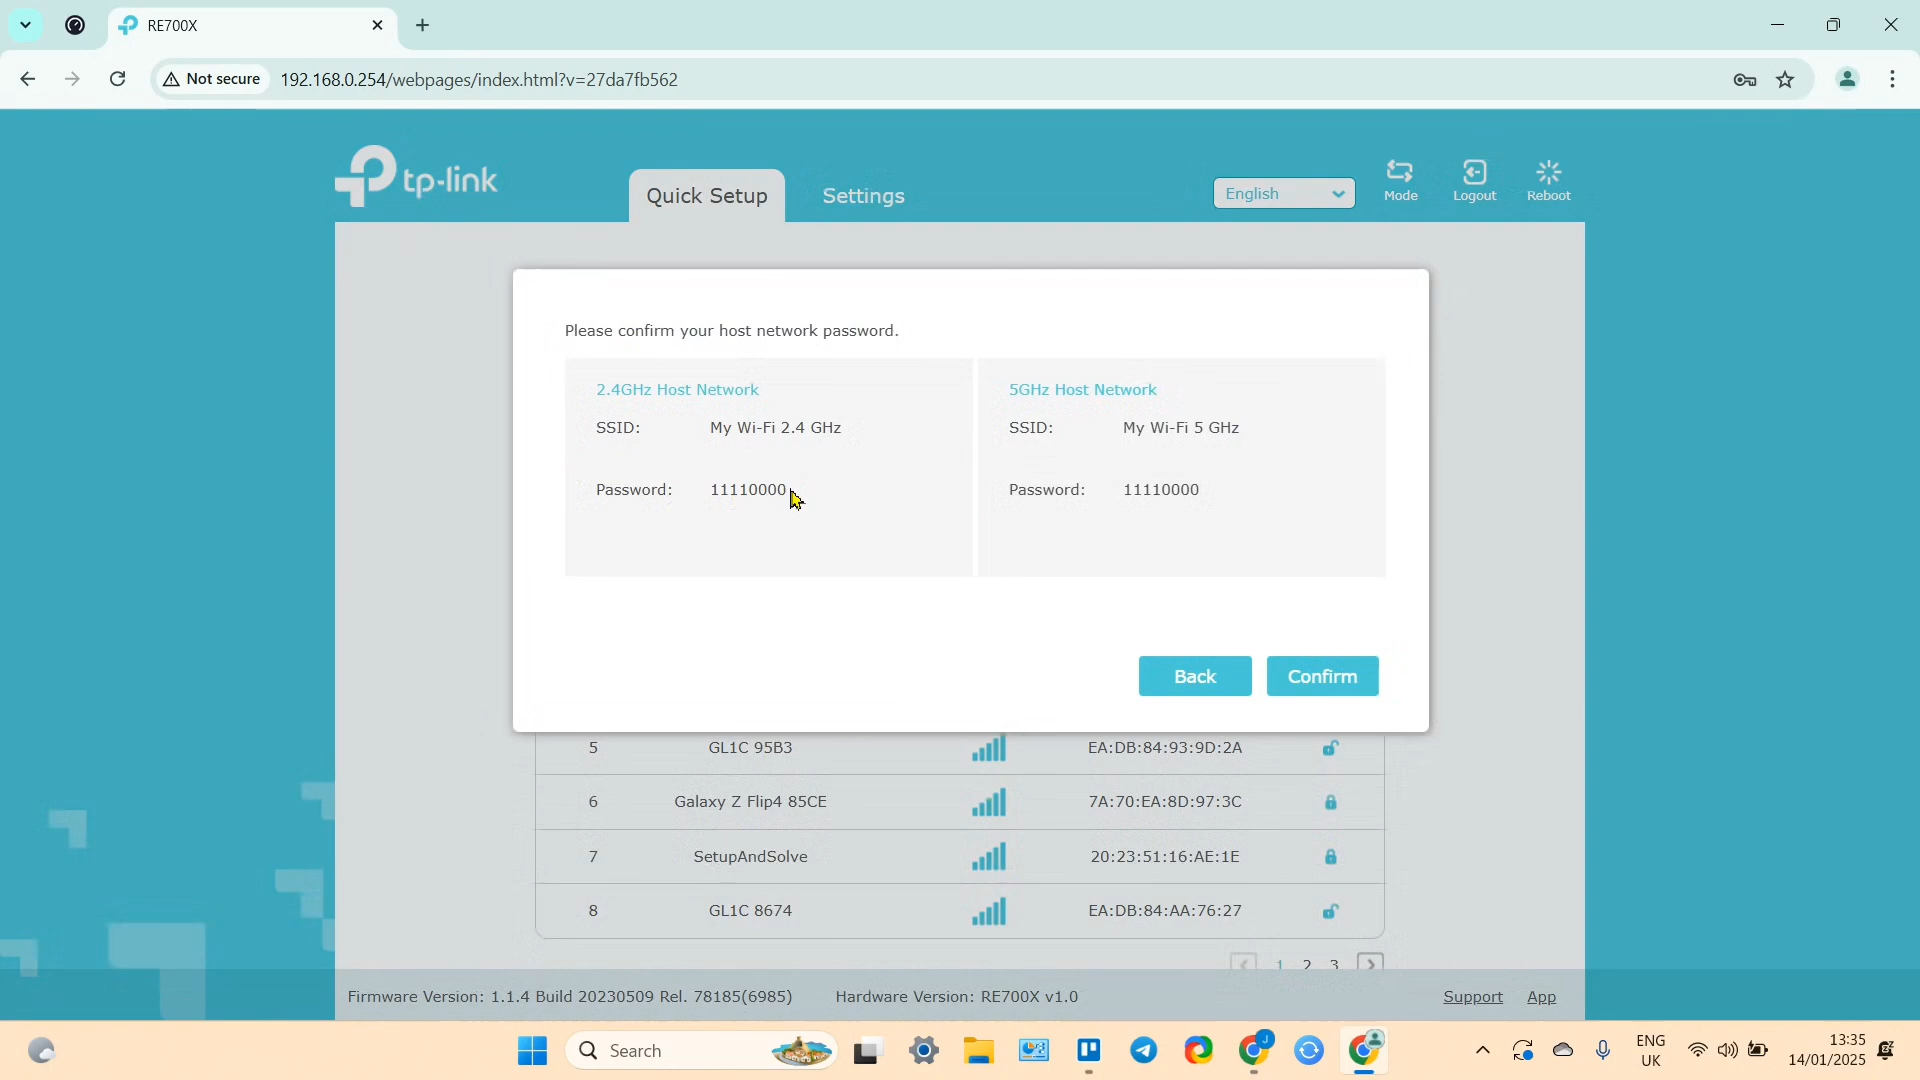 RE700X
Not secure
192.168.0.254/webpages/index.html?v=27da7fb562
tp-link
Quick Setup
Settings
English
Mode
Logout
Reboot
Please confirm your host network password.
2.4GHz Host Network
SSID: My Wi-Fi 2.4 GHz
Password: 11110000
5GHz Host Network
SSID: My Wi-Fi 5 GHz
Password: 11110000
Back
Confirm
5 GL1C 95B3 EA:DB:84:93:9D:2A
6 Galaxy Z Flip4 85CE 7A:70:EA:8D:97:3C
7 SetupAndSolve 20:23:51:16:AE:1E
8 GL1C 8674 EA:DB:84:AA:76:27
1 2 3
Firmware Version: 1.1.4 Build 20230509 Rel. 78185(6985)
Hardware Version: RE700X v1.0
Support
App
Search
J
ENG
UK
13:35
14/01/2025